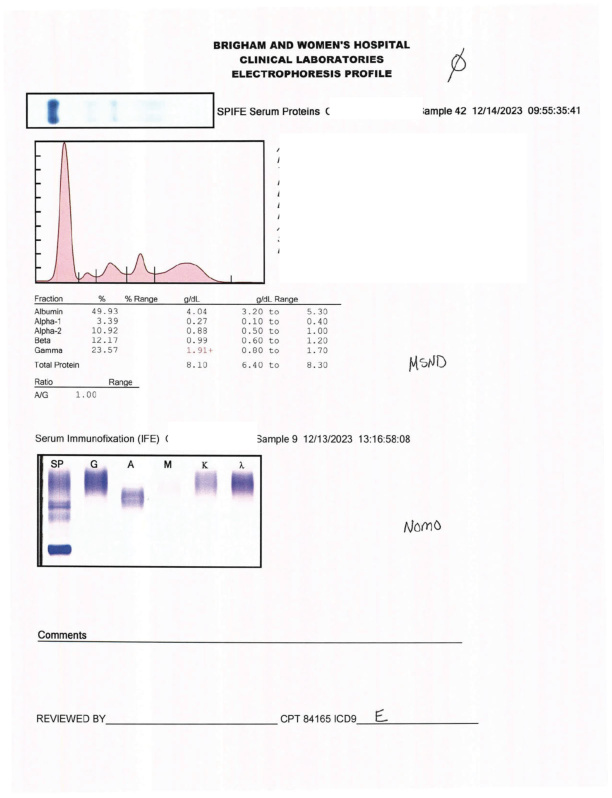 BRIGHAM AND WOMEN'S HOSPITAL
CLINICAL LABORATORIES
ELECTROPHORESIS PROFILE
Ø
SPIFE Serum Proteins ( Sample 42 12/14/2023 09:55:35:41
Fraction % % Range g/dL g/dL Range
Albumin 49.93 4.04 3.20 to 5.30
Alpha-1 3.39 0.27 0.10 to 0.40
Alpha-2 10.92 0.88 0.50 to 1.00
Beta 12.17 0.99 0.60 to 1.20
Gamma 23.57 1.91+ 0.80 to 1.70
Total Protein 8.10 6.40 to 8.30
MSND
Ratio Range
A/G 1.00
Serum Immunofixation (IFE) ( Sample 9 12/13/2023 13:16:58:08
SP G A M K λ
NOMO
Comments
REVIEWED BY CPT 84165 ICD9 E